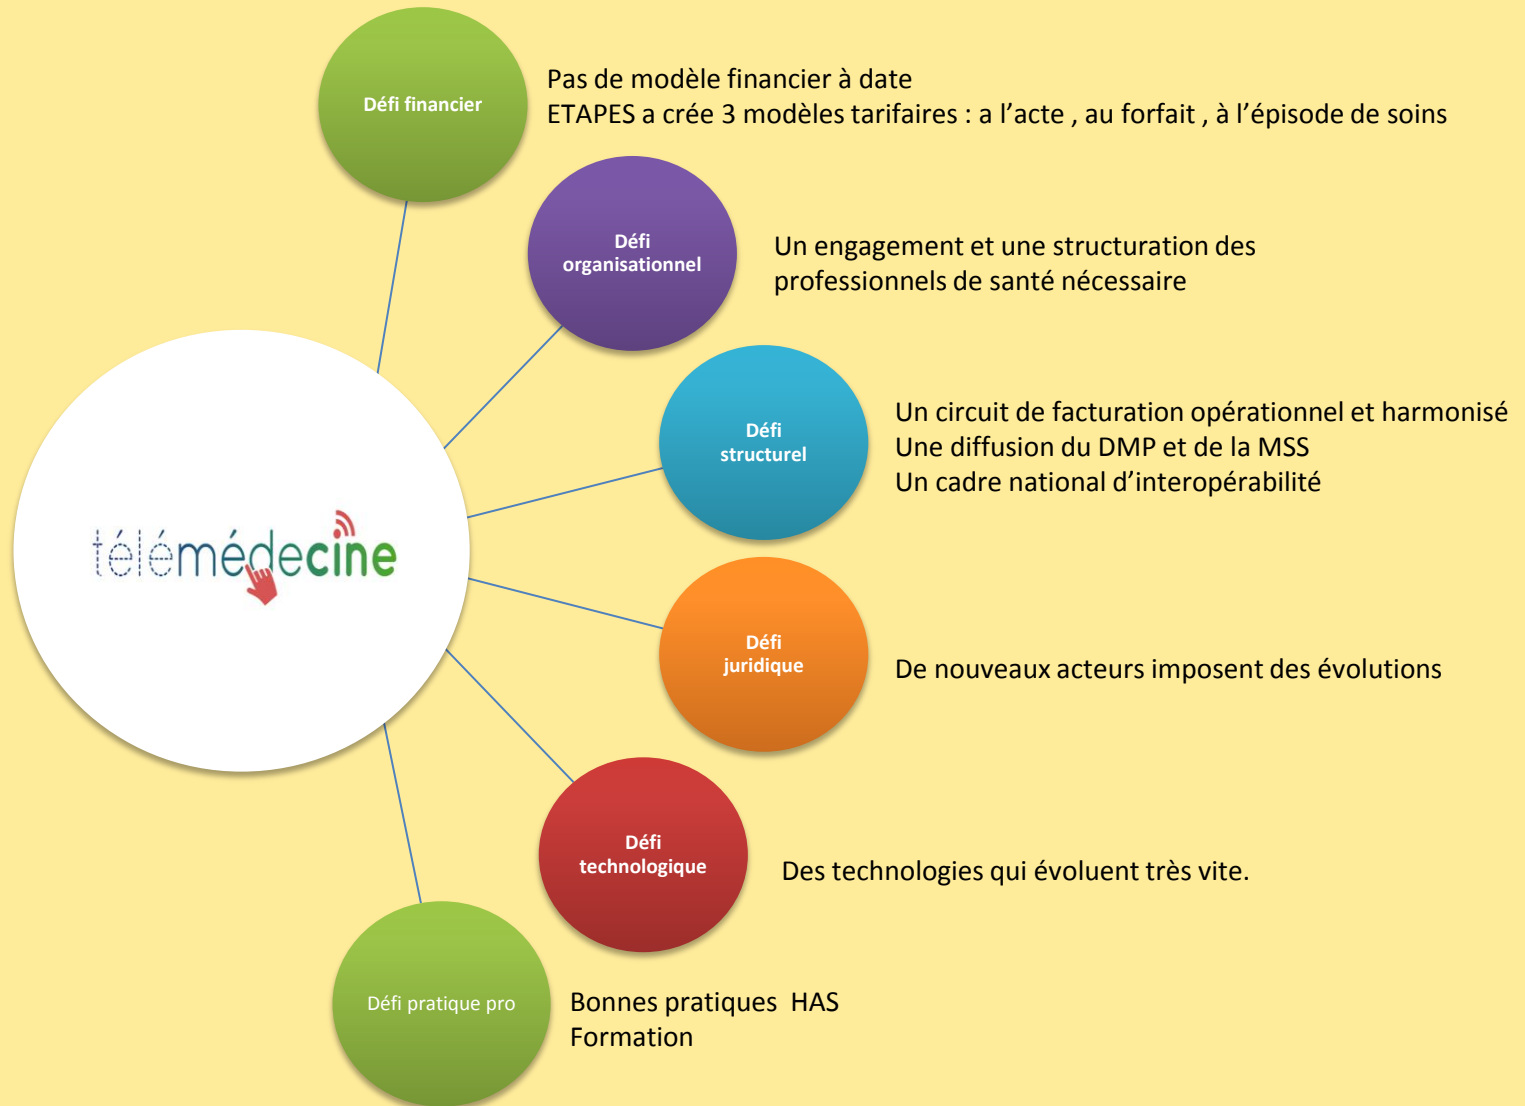 Défi financier
Pas de modèle financier à date
ETAPES a crée 3 modèles tarifaires : a l'acte , au forfait , à l'épisode de soins
Défi
organisationnel
Un engagement et une structuration des
professionnels de santé nécessaire
Défi
structurel
Un circuit de facturation opérationnel et harmonisé
Une diffusion du DMP et de la MSS
Un cadre national d'interopérabilité
télémédecine
Défi
juridique
De nouveaux acteurs imposent des évolutions
Défi
technologique
Des technologies qui évoluent très vite.
Défi pratique pro
Bonnes pratiques  HAS
Formation